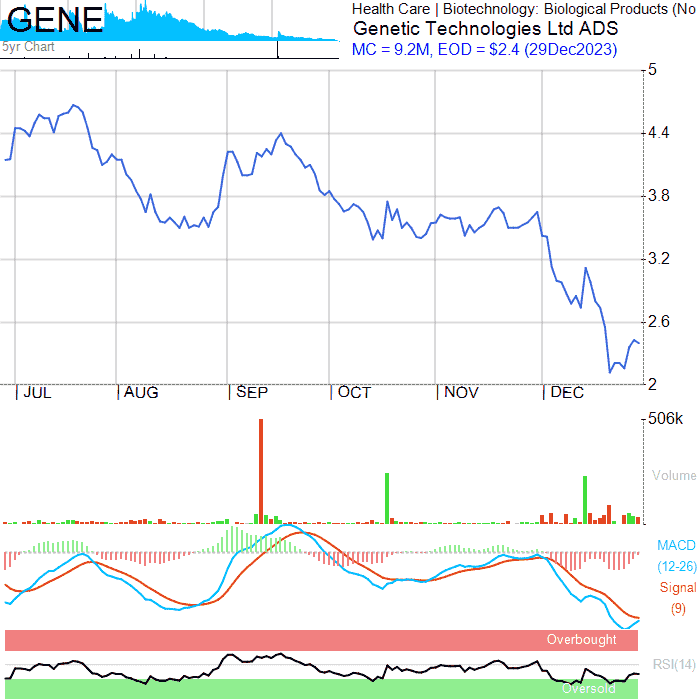 GENE
5yr Chart
Health Care | Biotechnology: Biological Products (No
Genetic Technologies Ltd ADS
MC = 9.2M, EOD = $2.4 (29Dec2023)
5
4.4
3.8
3.2
2.6
2
|JUL |AUG |SEP |OCT |NOV |DEC
506k
Volume
MACD
(12-26)
Signal
(9)
Overbought
RSI(14)
Oversold